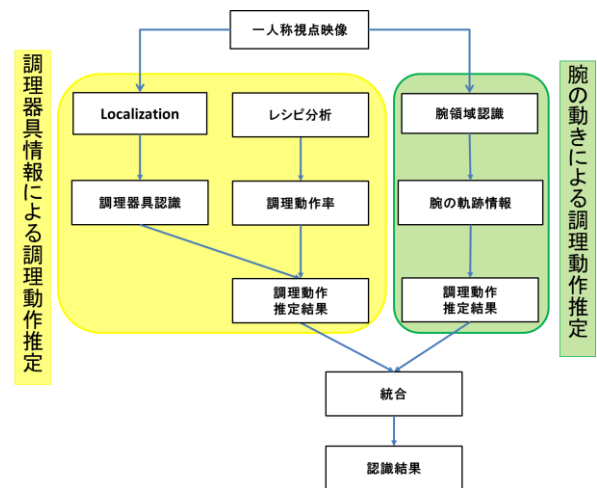 一人称視点映像
調理器具情報による調理動作推定
Localization
レシピ分析
腕領域認識
調理器具認識
調理動作率
腕の軌跡情報
調理動作
推定結果
調理動作
推定結果
腕の動きによる調理動作推定
統合
認識結果